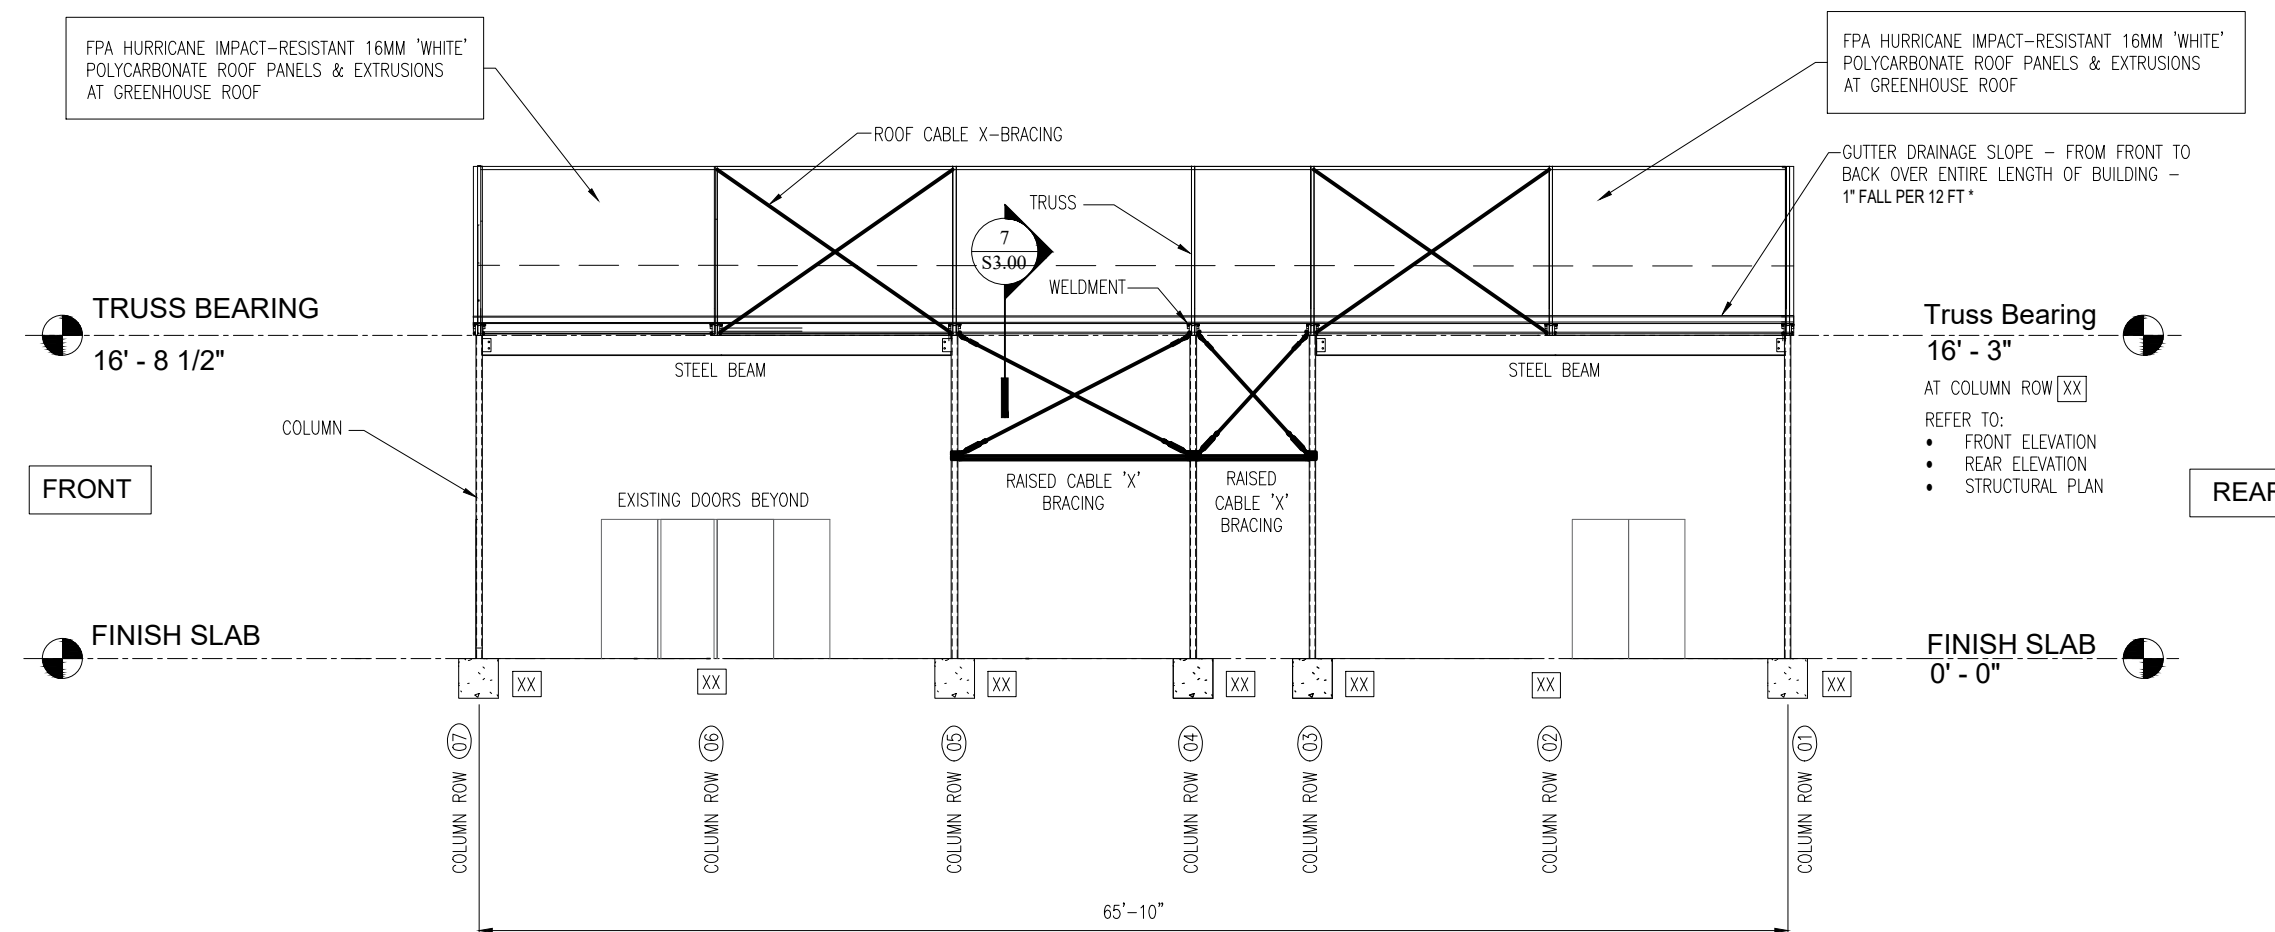 FPA HURRICANE IMPACT-RESISTANT 16MM 'WHITE'
POLYCARBONATE ROOF PANELS & EXTRUSIONS
AT GREENHOUSE ROOF
FPA HURRICANE IMPACT-RESISTANT 16MM 'WHITE'
POLYCARBONATE ROOF PANELS & EXTRUSIONS
AT GREENHOUSE ROOF
ROOF CABLE X-BRACING
GUTTER DRAINAGE SLOPE - FROM FRONT TO
BACK OVER ENTIRE LENGTH OF BUILDING -
1" FALL PER 12 FT *
TRUSS
7
S3.00
WELDMENT
TRUSS BEARING
16' - 8 1/2"
Truss Bearing
16' - 3"
AT COLUMN ROW XX
REFER TO:
• FRONT ELEVATION
• REAR ELEVATION
• STRUCTURAL PLAN
STEEL BEAM
STEEL BEAM
COLUMN
FRONT
REAR
RAISED CABLE 'X'
BRACING
RAISED
CABLE 'X'
BRACING
EXISTING DOORS BEYOND
FINISH SLAB
FINISH SLAB
0' - 0"
XX
XX
XX
XX
XX
XX
XX
COLUMN ROW 07
COLUMN ROW 06
COLUMN ROW 05
COLUMN ROW 04
COLUMN ROW 03
COLUMN ROW 02
COLUMN ROW 01
65'-10"